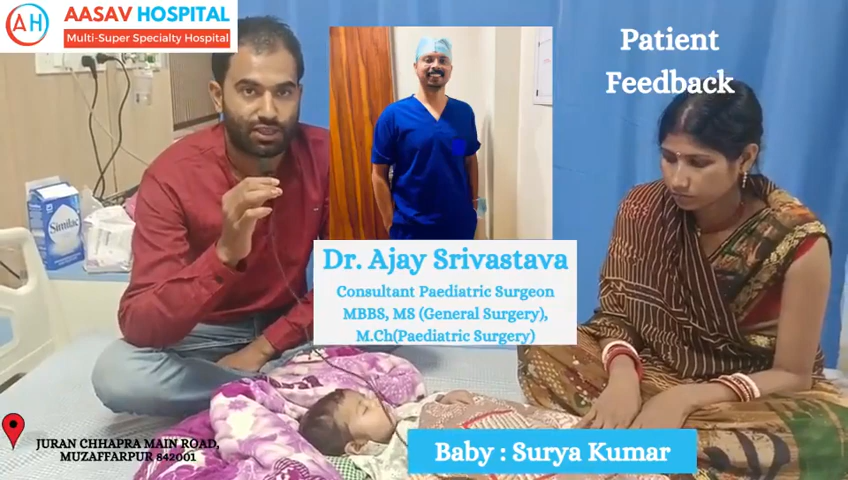 AH
AASAV HOSPITAL
Multi-Super Specialty Hospital
Patient
Feedback
Similac
Dr. Ajay Srivastava
Consultant Paediatric Surgeon
MBBS, MS (General Surgery),
M.Ch(Paediatric Surgery)
JURAN CHHAPRA MAIN ROAD,
MUZAFFARPUR 842001
Baby : Surya Kumar